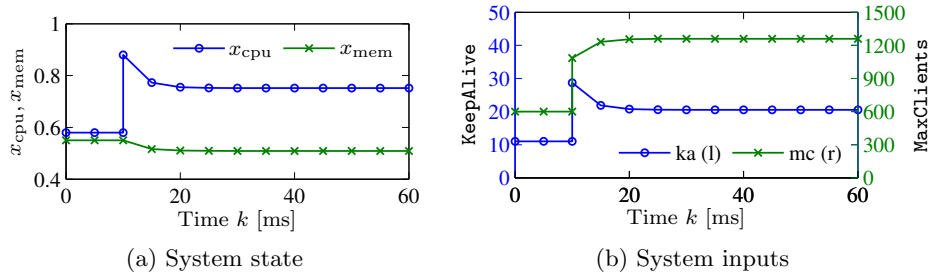 1
0.8
0.6
0.4
x_cpu, x_mem
x_cpu
x_mem
0
20
40
60
Time k [ms]
(a) System state
50
40
30
20
10
0
KeepAlive
1500
1200
900
600
300
0
MaxClients
ka (l)
mc (r)
0
20
40
60
Time k [ms]
(b) System inputs